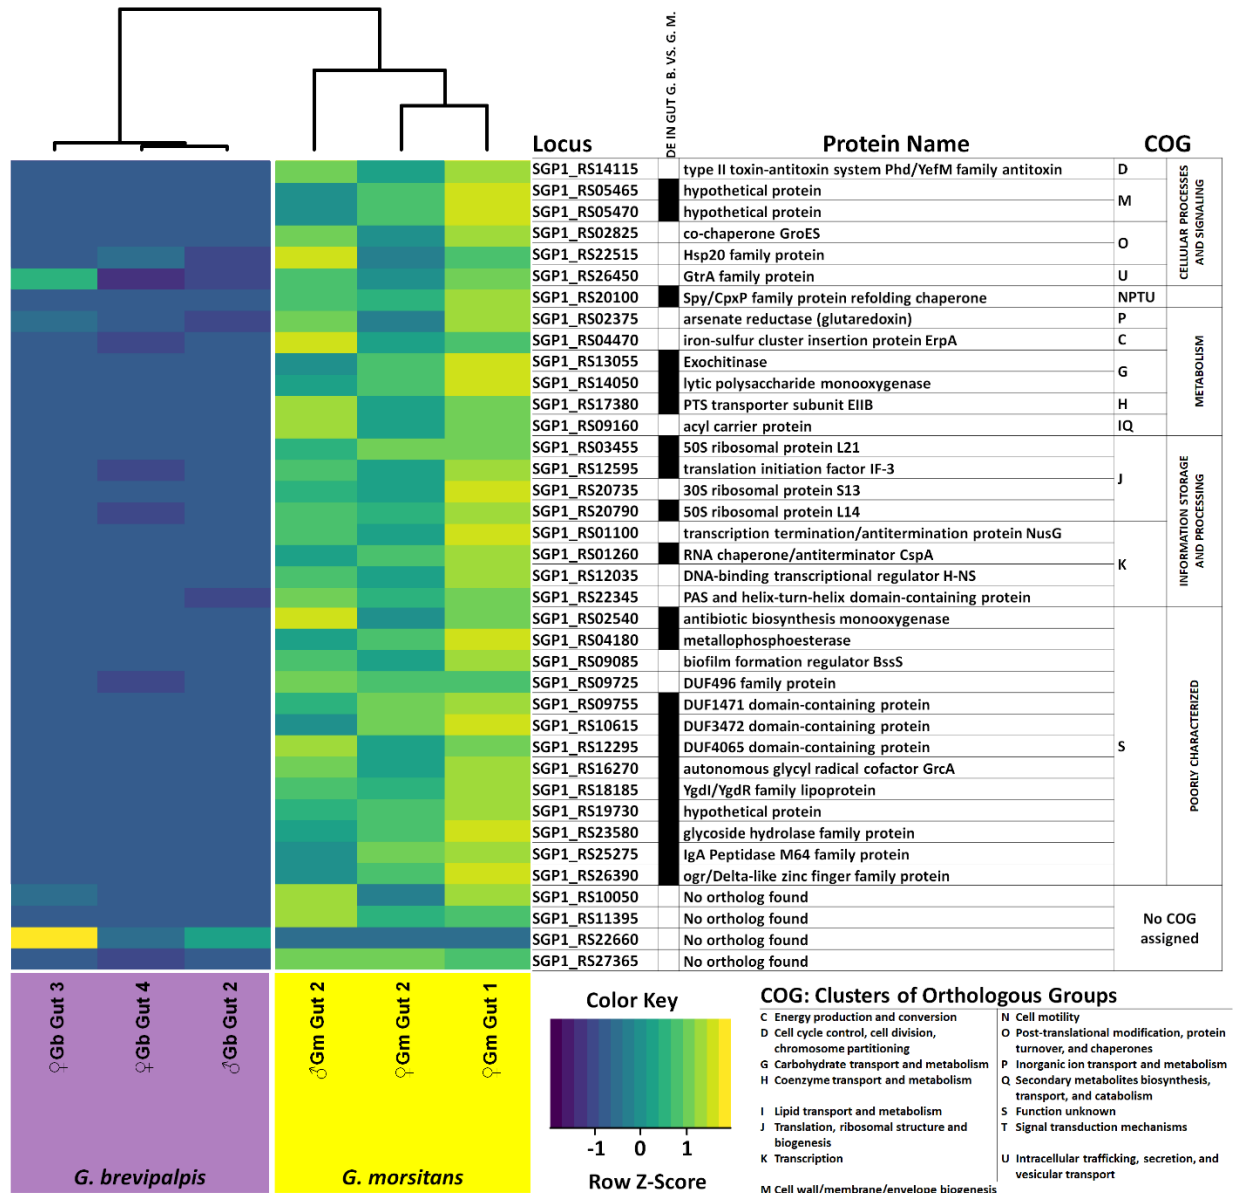 DE IN GUT G. B. VS. G. M.
Locus Protein Name COG
SGP1_RS14115 type II toxin-antitoxin system Phd/YefM family antitoxin D
SGP1_RS05465 hypothetical protein
M
SGP1_RS05470 hypothetical protein
SGP1_RS02825 co-chaperone GroES
O
SGP1_RS22515 Hsp20 family protein
SGP1_RS26450 GtrA family protein U
CELLULAR PROCESSES
AND SIGNALING
SGP1_RS20100 Spy/CpxP family protein refolding chaperone NPTU
SGP1_RS02375 arsenate reductase (glutaredoxin) P
SGP1_RS04470 iron-sulfur cluster insertion protein ErpA C
SGP1_RS13055 Exochitinase
G
SGP1_RS14050 lytic polysaccharide monooxygenase
SGP1_RS17380 PTS transporter subunit EIIB H
SGP1_RS09160 acyl carrier protein IQ
METABOLISM
SGP1_RS03455 50S ribosomal protein L21
SGP1_RS12595 translation initiation factor IF-3
J
SGP1_RS20735 30S ribosomal protein S13
SGP1_RS20790 50S ribosomal protein L14
SGP1_RS01100 transcription termination/antitermination protein NusG
SGP1_RS01260 RNA chaperone/antiterminator CspA
K
SGP1_RS12035 DNA-binding transcriptional regulator H-NS
SGP1_RS22345 PAS and helix-turn-helix domain-containing protein
INFORMATION STORAGE
AND PROCESSING
SGP1_RS02540 antibiotic biosynthesis monooxygenase
SGP1_RS04180 metallophosphoesterase
SGP1_RS09085 biofilm formation regulator BssS
SGP1_RS09725 DUF496 family protein
SGP1_RS09755 DUF1471 domain-containing protein
SGP1_RS10615 DUF3472 domain-containing protein
SGP1_RS12295 DUF4065 domain-containing protein S
SGP1_RS16270 autonomous glycyl radical cofactor GrcA
SGP1_RS18185 YgdI/YgdR family lipoprotein
SGP1_RS19730 hypothetical protein
SGP1_RS23580 glycoside hydrolase family protein
SGP1_RS25275 IgA Peptidase M64 family protein
SGP1_RS26390 ogr/Delta-like zinc finger family protein
POORLY CHARACTERIZED
SGP1_RS10050 No ortholog found
SGP1_RS11395 No ortholog found
SGP1_RS22660 No ortholog found
SGP1_RS27365 No ortholog found
No COG
assigned
♀Gb Gut 3
♀Gb Gut 4
♂Gb Gut 2
♂Gm Gut 2
♀Gm Gut 2
♀Gm Gut 1
G. brevipalpis
G. morsitans
Color Key
-1 0 1
Row Z-Score
COG: Clusters of Orthologous Groups
C Energy production and conversion
D Cell cycle control, cell division,
chromosome partitioning
G Carbohydrate transport and metabolism
H Coenzyme transport and metabolism
I Lipid transport and metabolism
J Translation, ribosomal structure and
biogenesis
K Transcription
M Cell wall/membrane/envelope biogenesis
N Cell motility
O Post-translational modification, protein
turnover, and chaperones
P Inorganic ion transport and metabolism
Q Secondary metabolites biosynthesis,
transport, and catabolism
S Function unknown
T Signal transduction mechanisms
U Intracellular trafficking, secretion, and
vesicular transport